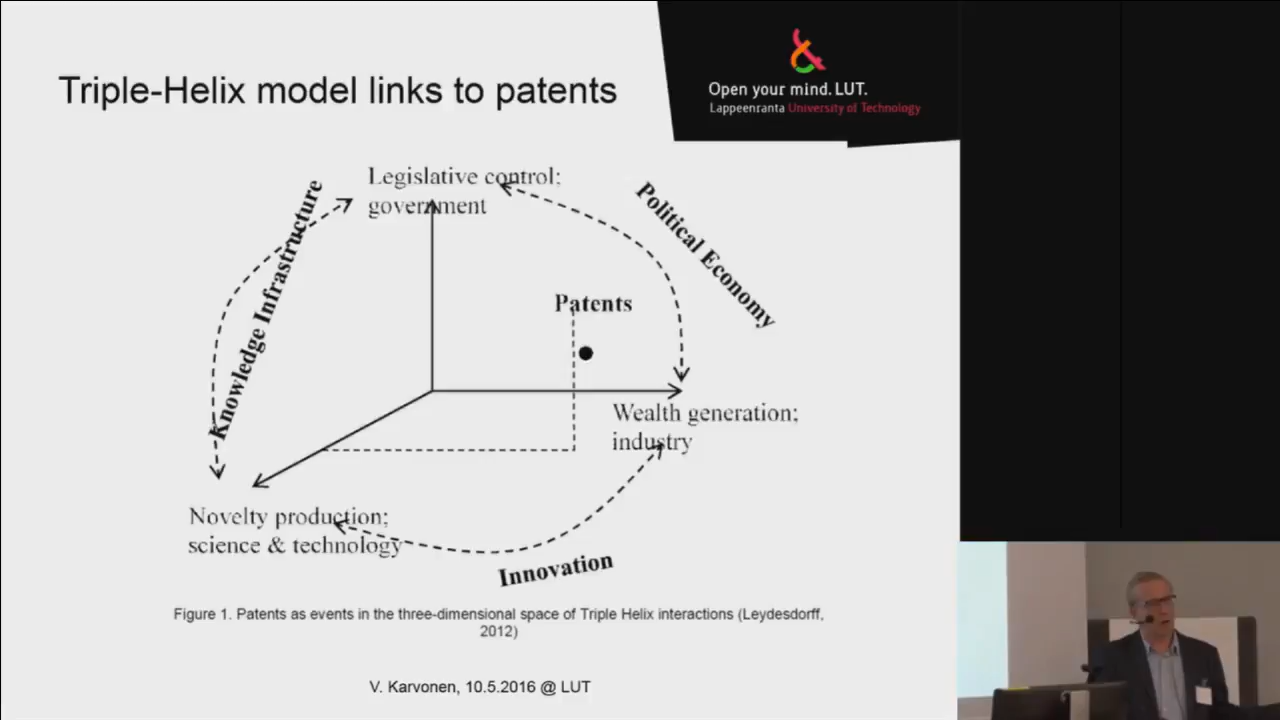 Triple-Helix model links to patents
Open your mind. LUT.
Lappeenranta University of Technology
Legislative control;
government
Knowledge Infrastructure
Political Economy
Patents
Wealth generation;
industry
Novelty production;
science & technology
Innovation
Figure 1. Patents as events in the three-dimensional space of Triple Helix interactions (Leydesdorff,
2012)
V. Karvonen, 10.5.2016 @ LUT